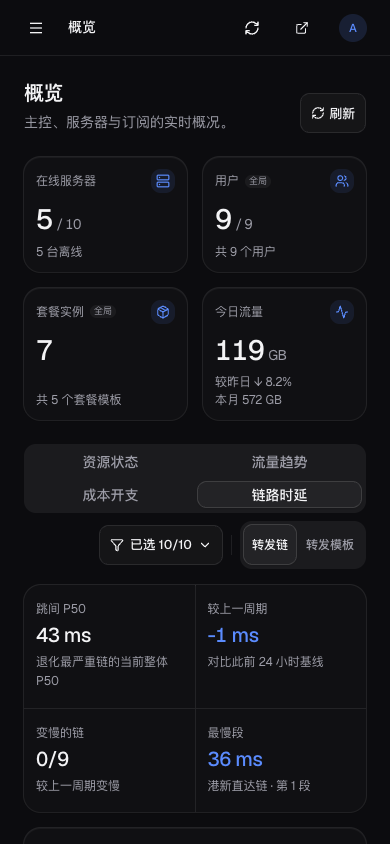 概览
A
概览
主控、服务器与订阅的实时概况。
刷新
在线服务器
5 / 10
5 台离线
用户 全局
9 / 9
共 9 个用户
套餐实例 全局
7
共 5 个套餐模板
今日流量
119 GB
较昨日 ↓ 8.2%
本月 572 GB
资源状态
流量趋势
成本开支
链路时延
已选 10/10
转发链
转发模板
跳间 P50
43 ms
退化最严重链的当前整体
P50
较上一周期
-1 ms
对比此前 24 小时基线
变慢的链
0/9
较上一周期变慢
最慢段
36 ms
港新直达链 · 第 1 段